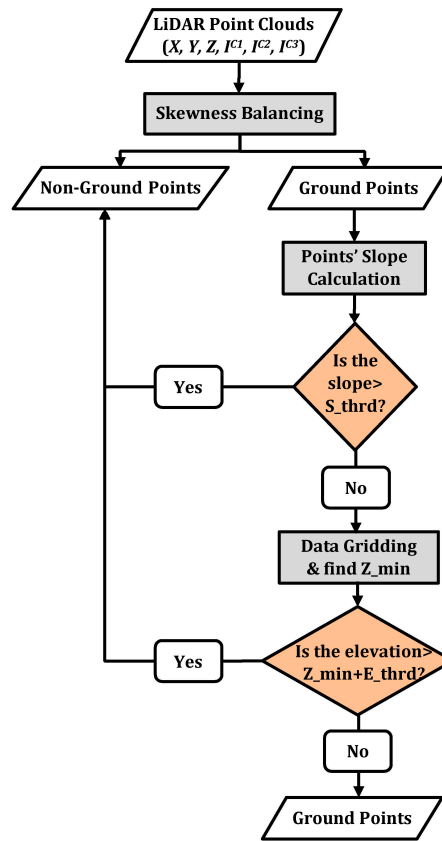 LiDAR Point Clouds
(X, Y, Z, I^C1, I^C2, I^C3)
Skewness Balancing
Non-Ground Points
Ground Points
Points' Slope
Calculation
Is the
slope>
S_thrd?
Yes
No
Data Gridding
& find Z_min
Is the elevation>
Z_min+E_thrd?
Yes
No
Ground Points